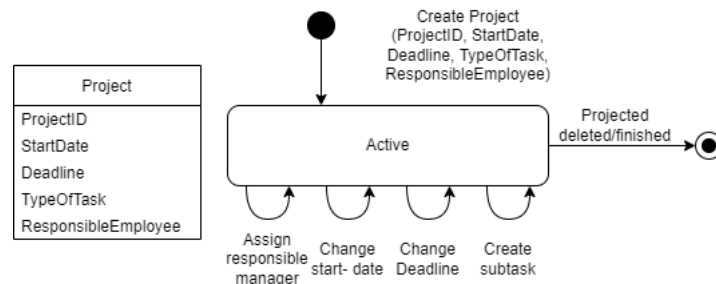 Create Project
(ProjectID, StartDate,
Deadline, TypeOfTask,
ResponsibleEmployee)
Project
ProjectID
StartDate
Deadline
TypeOfTask
ResponsibleEmployee
Active
Projected
deleted/finished
Assign
responsible
manager
Change
start- date
Change
Deadline
Create
subtask